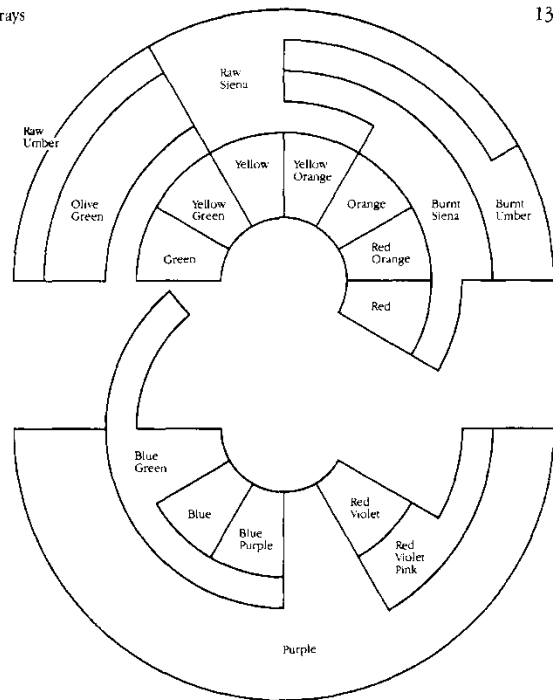 rays
13
Raw
Siena
Raw
Umber
Yellow
Yellow
Orange
Olive
Green
Yellow
Green
Orange
Burnt
Siena
Burnt
Umber
Green
Red
Orange
Red
Blue
Green
Blue
Blue
Purple
Red
Violet
Red
Violet
Pink
Purple